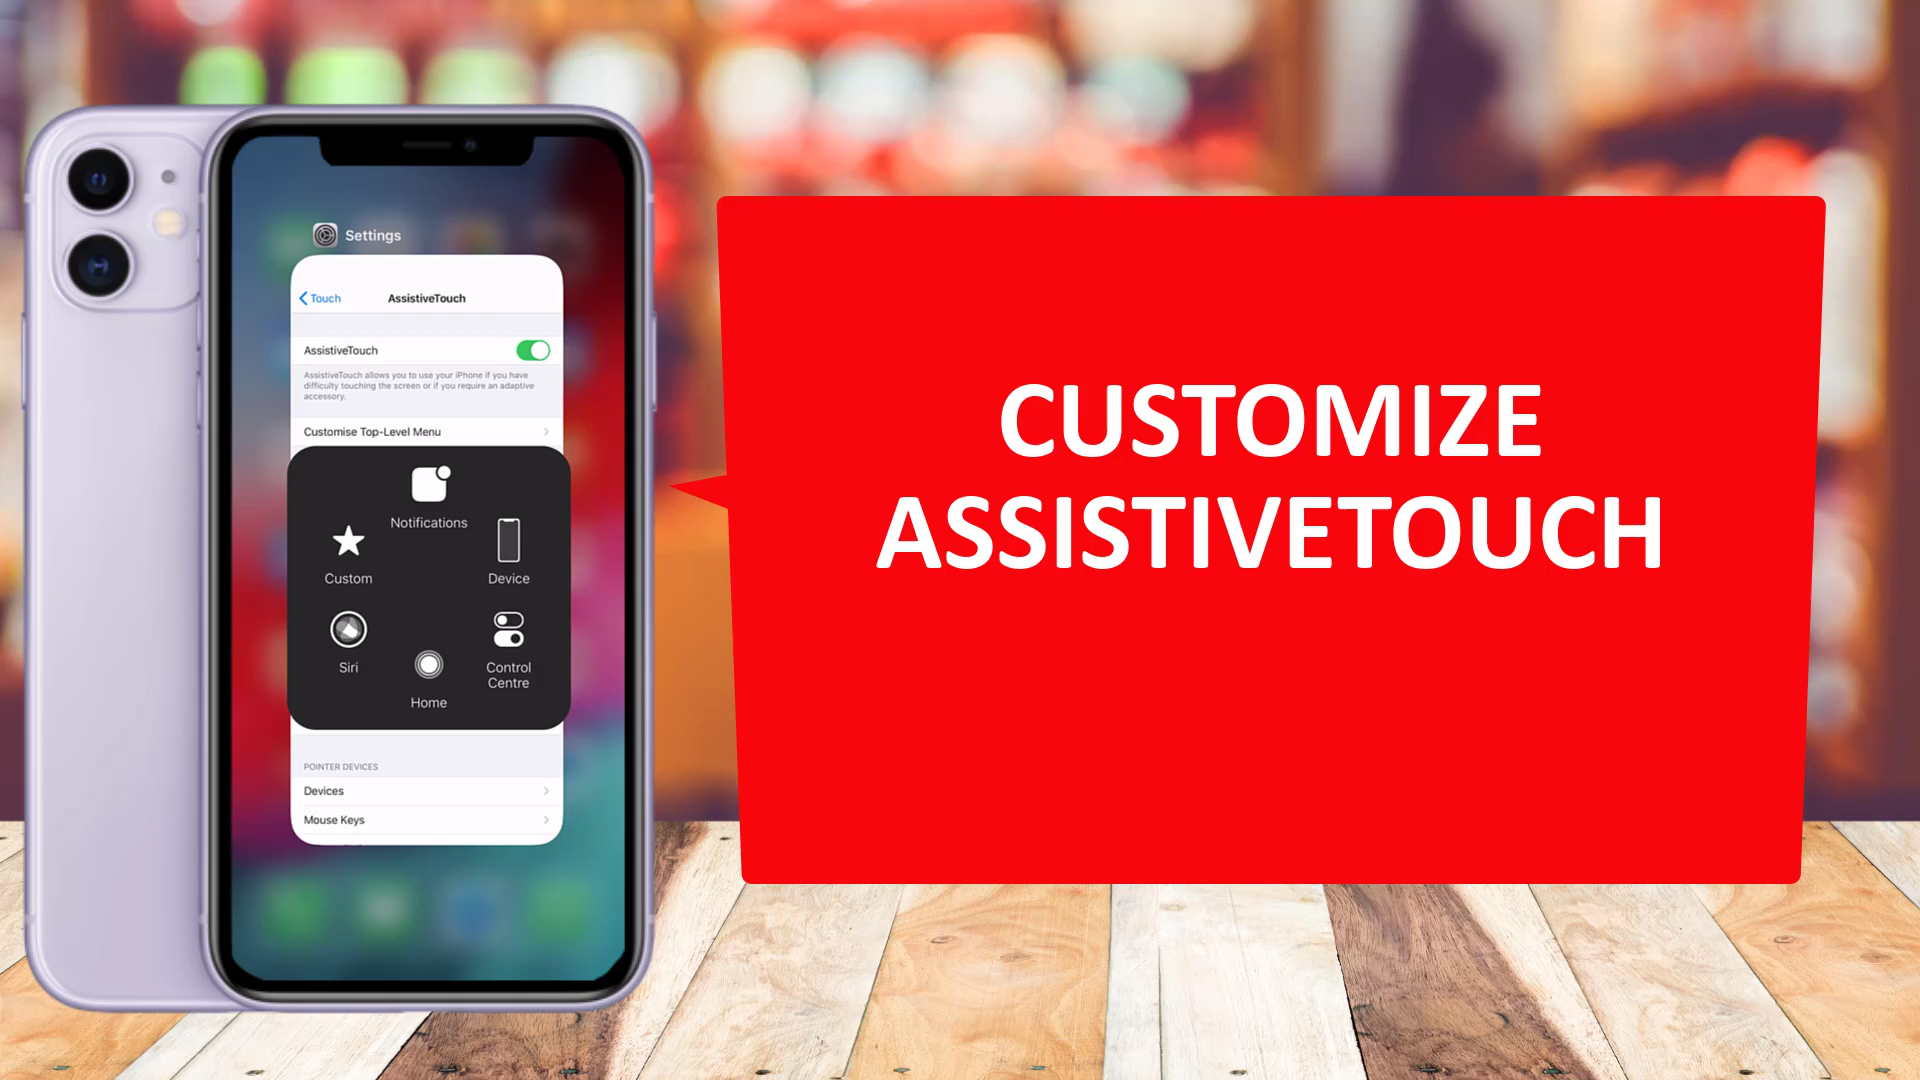 Settings
Touch
AssistiveTouch
AssistiveTouch
AssistiveTouch allows you to use your iPhone if you have
difficulty touching the screen or if you require an adaptive
accessory.
Customise Top-Level Menu
Notifications
Custom
Device
Siri
Control
Centre
Home
POINTER DEVICES
Devices
Mouse Keys
CUSTOMIZE
ASSISTIVETOUCH